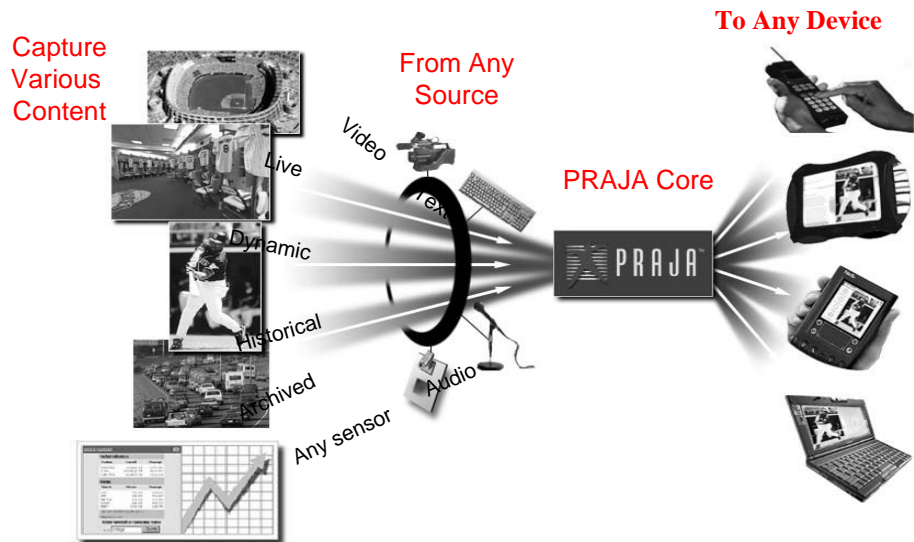 To Any Device
Capture
Various
Content
From Any
Source
Video
Live
Text
PRAJA Core
Dynamic
PRAJA™
Historical
Archived
Audio
Any sensor